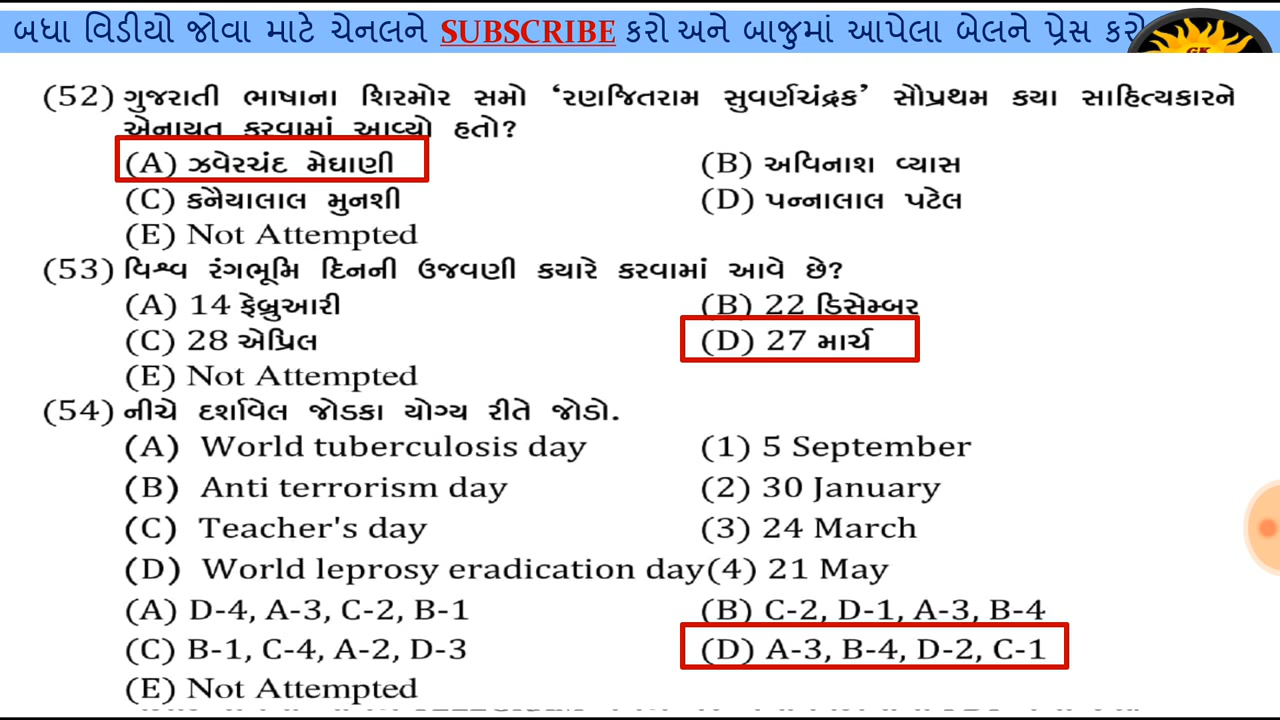 બધા વિડીયો જોવા માટે ચેનલને SUBSCRIBE કરો અને બાજુમાં આપેલા બેલને પ્રેસ કરો
GK
(52) ગુજરાતી ભાષાના શિરમોર સમો ‘રણજિતરામ સુવર્ણચંદ્રક’ સૌપ્રથમ કયા સાહિત્યકારને
એનાયત કરવામાં આવ્યો હતો?
(A) ઝવેરચંદ મેઘાણી (B) અવિનાશ વ્યાસ
(C) કનૈયાલાલ મુનશી (D) પન્નાલાલ પટેલ
(E) Not Attempted
(53) વિશ્વ રંગભૂમિ દિનની ઉજવણી કયારે કરવામાં આવે છે?
(A) 14 ફેબ્રુઆરી (B) 22 ડિસેમ્બર
(C) 28 એપ્રિલ (D) 27 માર્ચ
(E) Not Attempted
(54) નીચે દર્શાવેલ જોડકા યોગ્ય રીતે જોડો.
(A) World tuberculosis day (1) 5 September
(B) Anti terrorism day (2) 30 January
(C) Teacher's day (3) 24 March
(D) World leprosy eradication day (4) 21 May
(A) D-4, A-3, C-2, B-1 (B) C-2, D-1, A-3, B-4
(C) B-1, C-4, A-2, D-3 (D) A-3, B-4, D-2, C-1
(E) Not Attempted